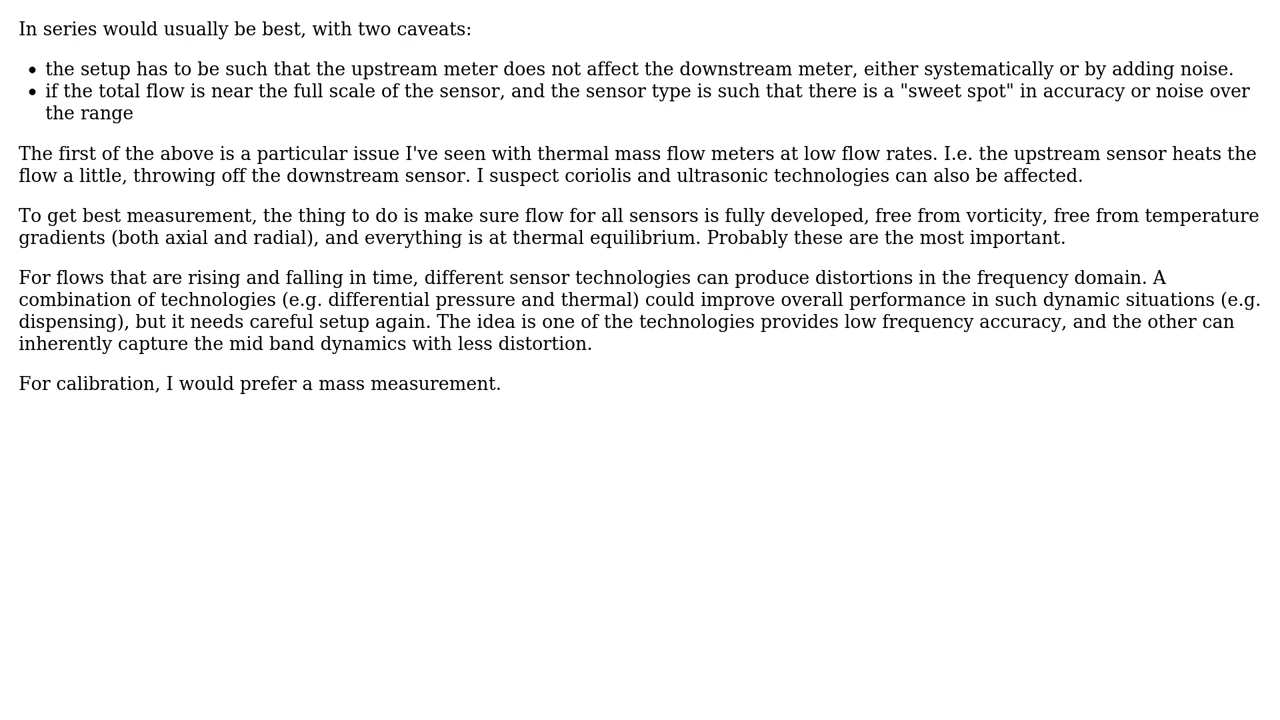 In series would usually be best, with two caveats:
• the setup has to be such that the upstream meter does not affect the downstream meter, either systematically or by adding noise.
• if the total flow is near the full scale of the sensor, and the sensor type is such that there is a "sweet spot" in accuracy or noise over
the range
The first of the above is a particular issue I've seen with thermal mass flow meters at low flow rates. I.e. the upstream sensor heats the
flow a little, throwing off the downstream sensor. I suspect coriolis and ultrasonic technologies can also be affected.
To get best measurement, the thing to do is make sure flow for all sensors is fully developed, free from vorticity, free from temperature
gradients (both axial and radial), and everything is at thermal equilibrium. Probably these are the most important.
For flows that are rising and falling in time, different sensor technologies can produce distortions in the frequency domain. A
combination of technologies (e.g. differential pressure and thermal) could improve overall performance in such dynamic situations (e.g.
dispensing), but it needs careful setup again. The idea is one of the technologies provides low frequency accuracy, and the other can
inherently capture the mid band dynamics with less distortion.
For calibration, I would prefer a mass measurement.